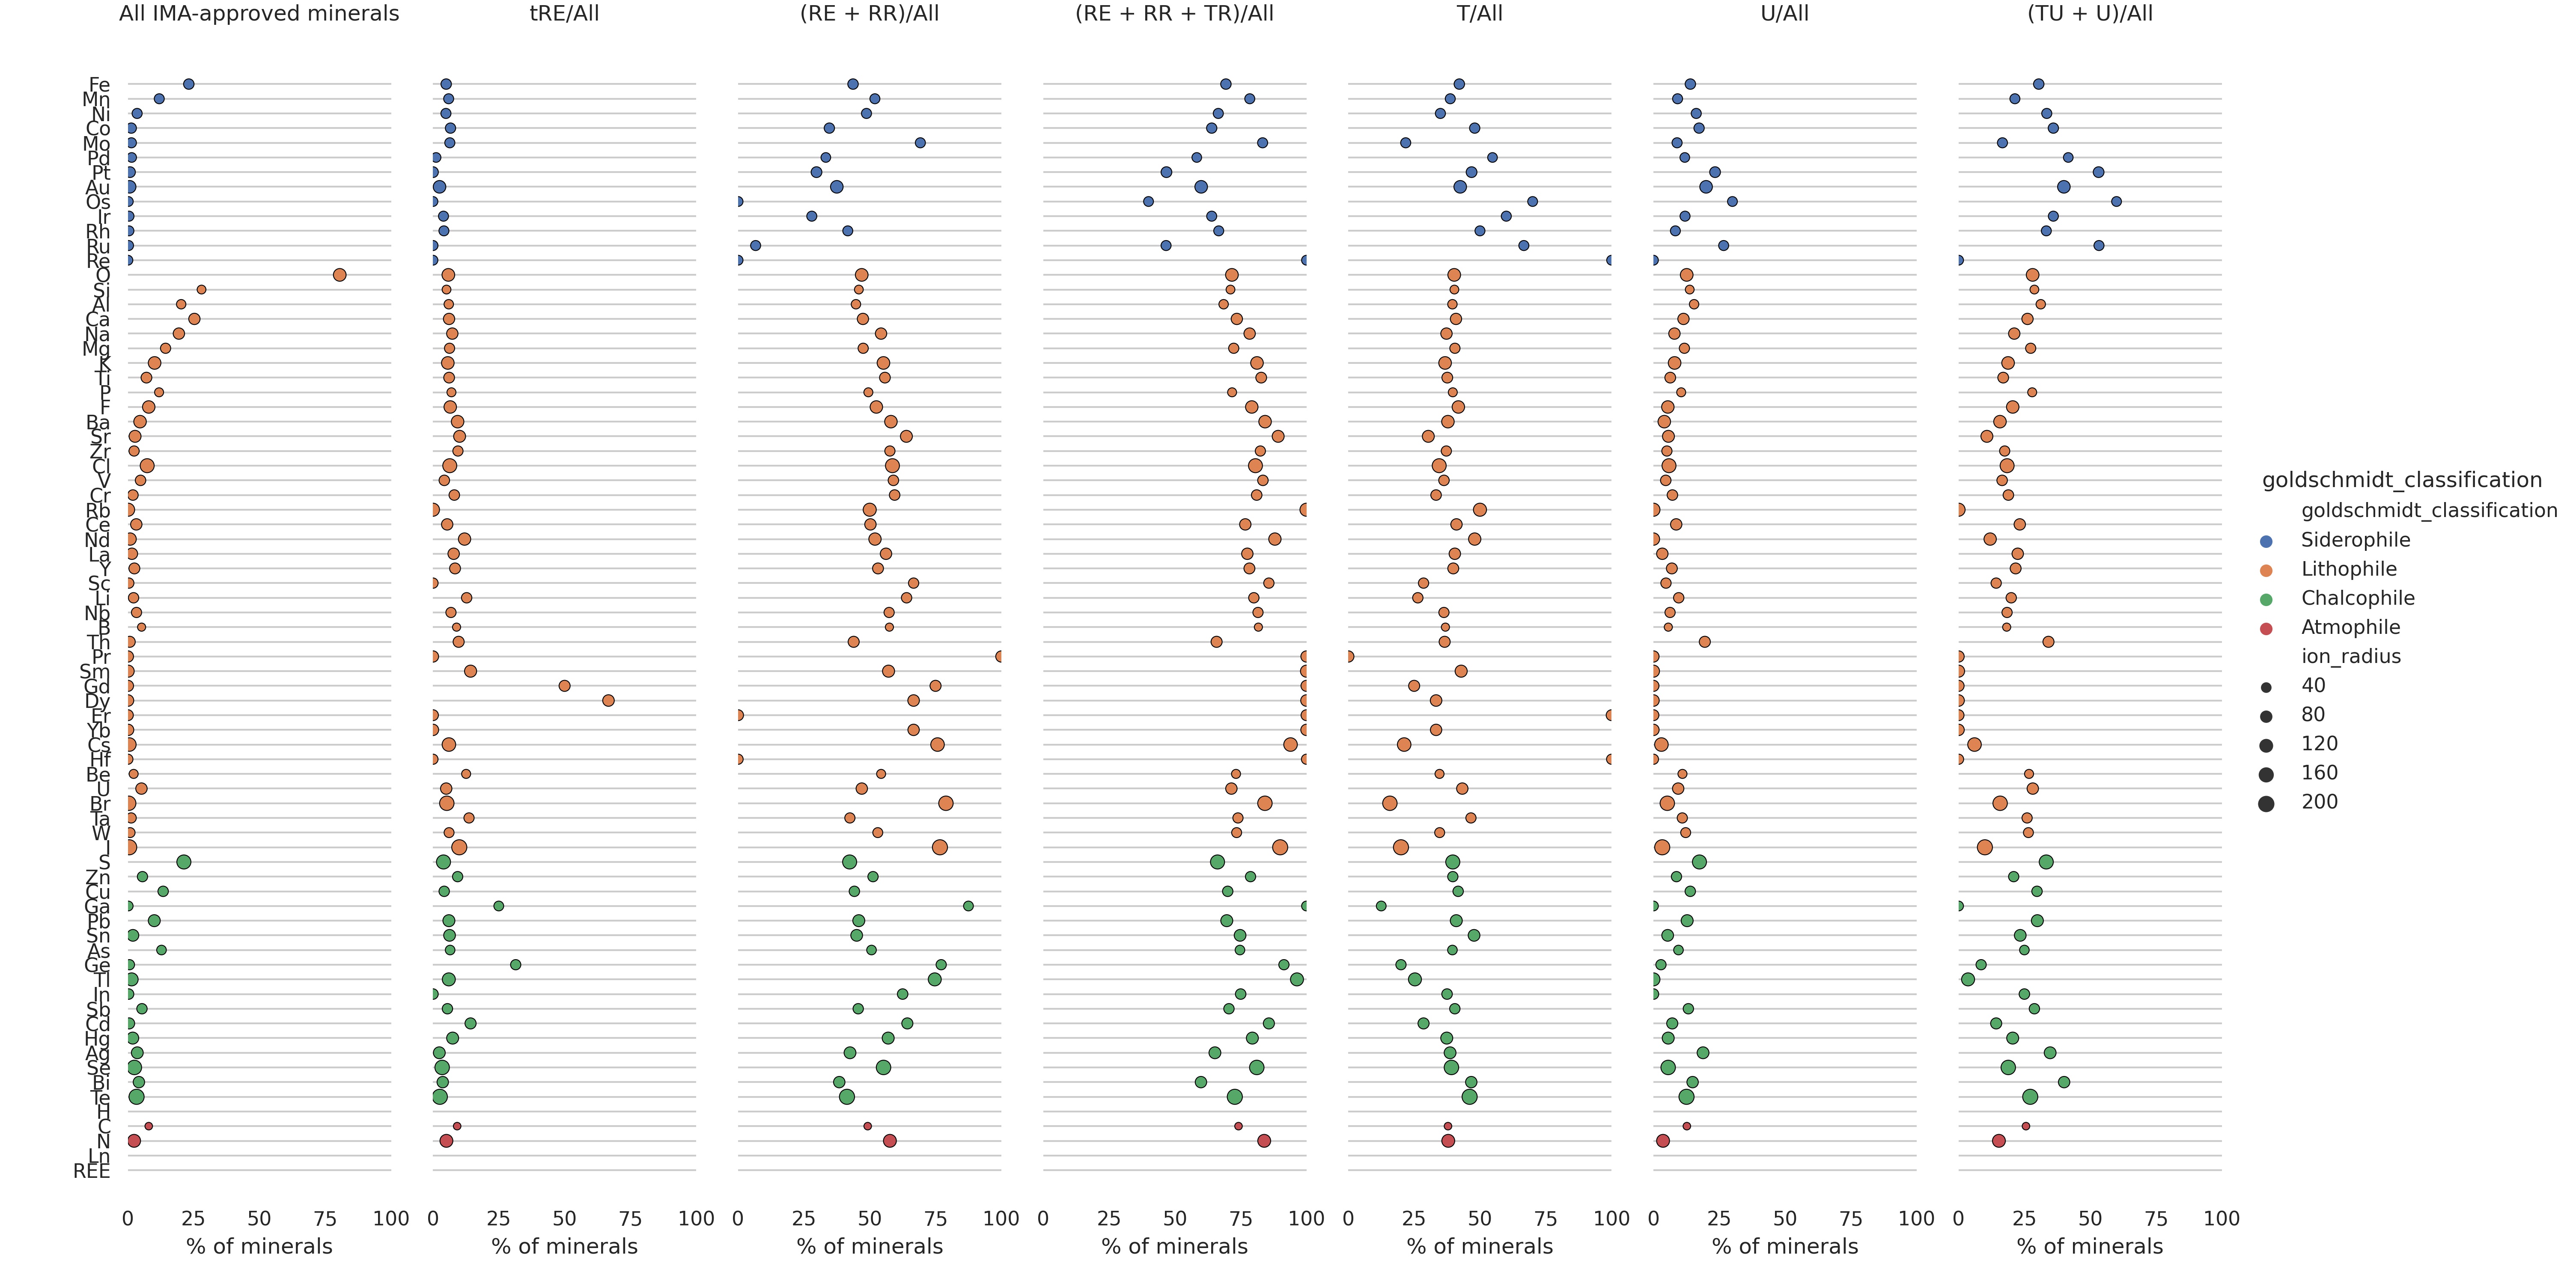 All IMA-approved minerals
tRE/All
(RE + RR)/All
(RE + RR + TR)/All
T/All
U/All
(TU + U)/All
Fe
Mn
Ni
Co
Mo
Pd
Pt
Au
Os
Ir
Rh
Ru
Re
O
Si
Al
Ca
Na
Mg
K
Ti
P
F
Ba
Sr
Zr
Cl
V
Cr
Rb
Ce
Nd
La
Y
Sc
Li
Nb
B
Th
Pr
Sm
Gd
Dy
Er
Yb
Cs
Hf
Be
U
Br
Ta
W
I
S
Zn
Cu
Ga
Pb
Sn
As
Ge
Tl
In
Sb
Cd
Hg
Ag
Se
Bi
Te
H
C
N
Ln
REE
0 25 50 75 100
0 25 50 75 100
0 25 50 75 100
0 25 50 75 100
0 25 50 75 100
0 25 50 75 100
0 25 50 75 100
% of minerals
% of minerals
% of minerals
% of minerals
% of minerals
% of minerals
% of minerals
goldschmidt_classification
goldschmidt_classification
Siderophile
Lithophile
Chalcophile
Atmophile
ion_radius
40
80
120
160
200